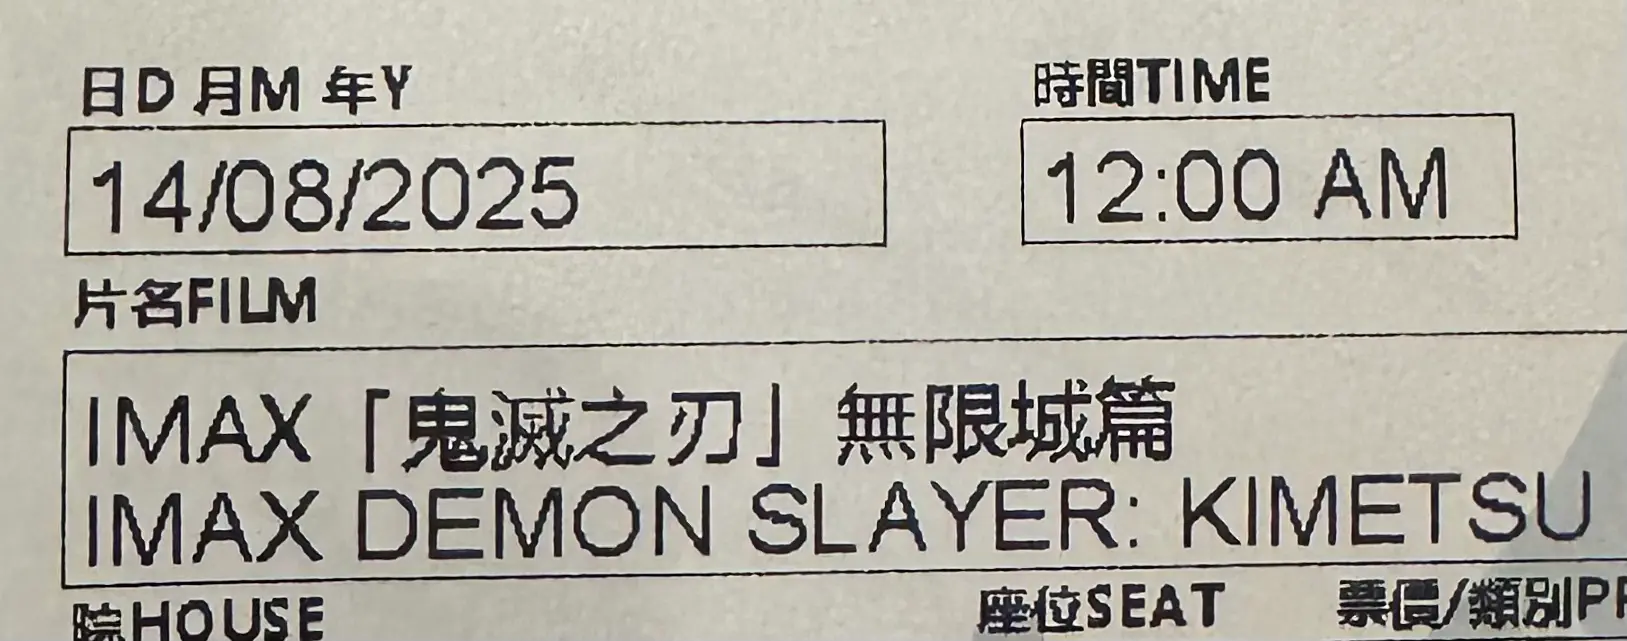 日D 月M 年Y
時間TIME
14/08/2025
12:00 AM
片名FILM
IMAX「鬼滅之刃」無限城篇
IMAX DEMON SLAYER: KIMETSU
院HOUSE
座位SEAT
票價/類別PR